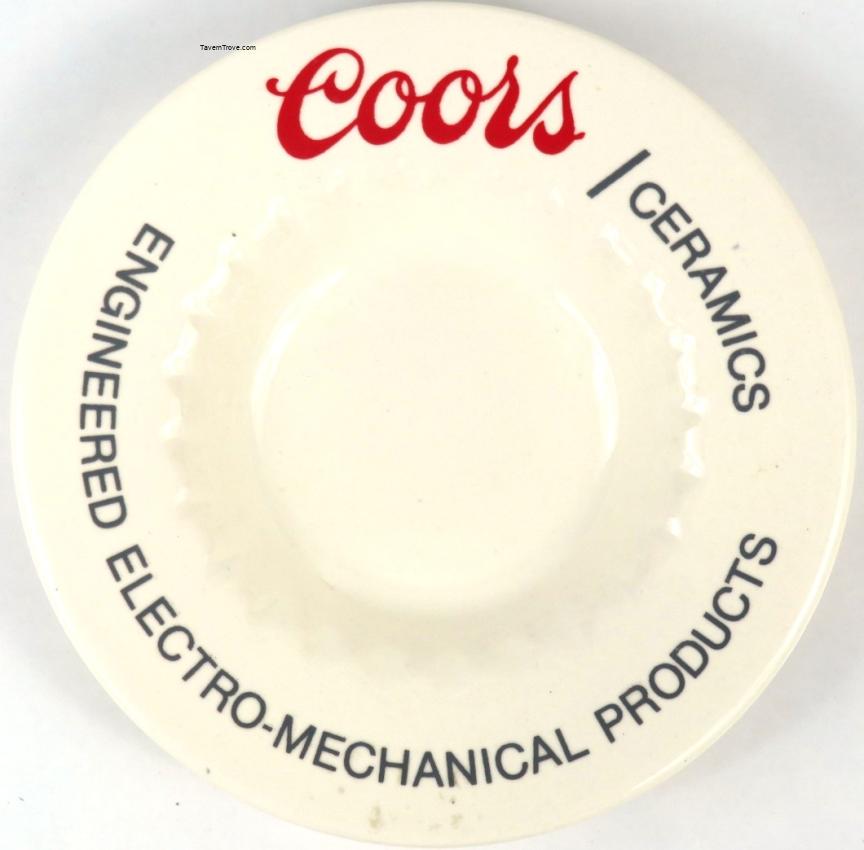 TavernTrove.com
Coors
/CERAMICS
ENGINEERED ELECTRO-MECHANICAL PRODUCTS